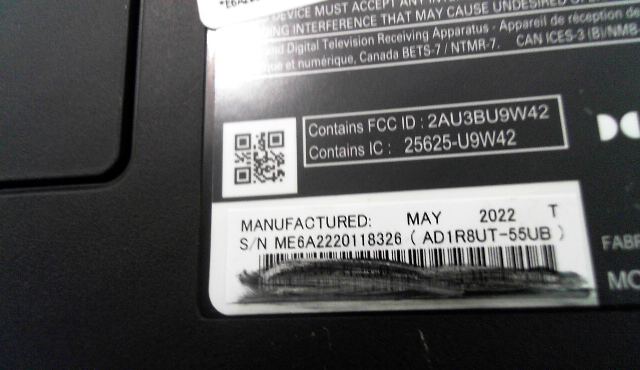 DEVICE MUST ACCEPT ANY
INTERFERENCE THAT MAY CAUSE UNDESIRED
and Digital Television Receiving Apparatus - Appareil de réception de
et numérique, Canada BETS-7 / NTMR-7. CAN ICES-3 (B)/NMB-
Contains FCC ID : 2AU3BU9W42
Contains IC : 25625-U9W42
MANUFACTURED: MAY 2022 T
S/N ME6A2220118326 ( AD1R8UT-55UB )